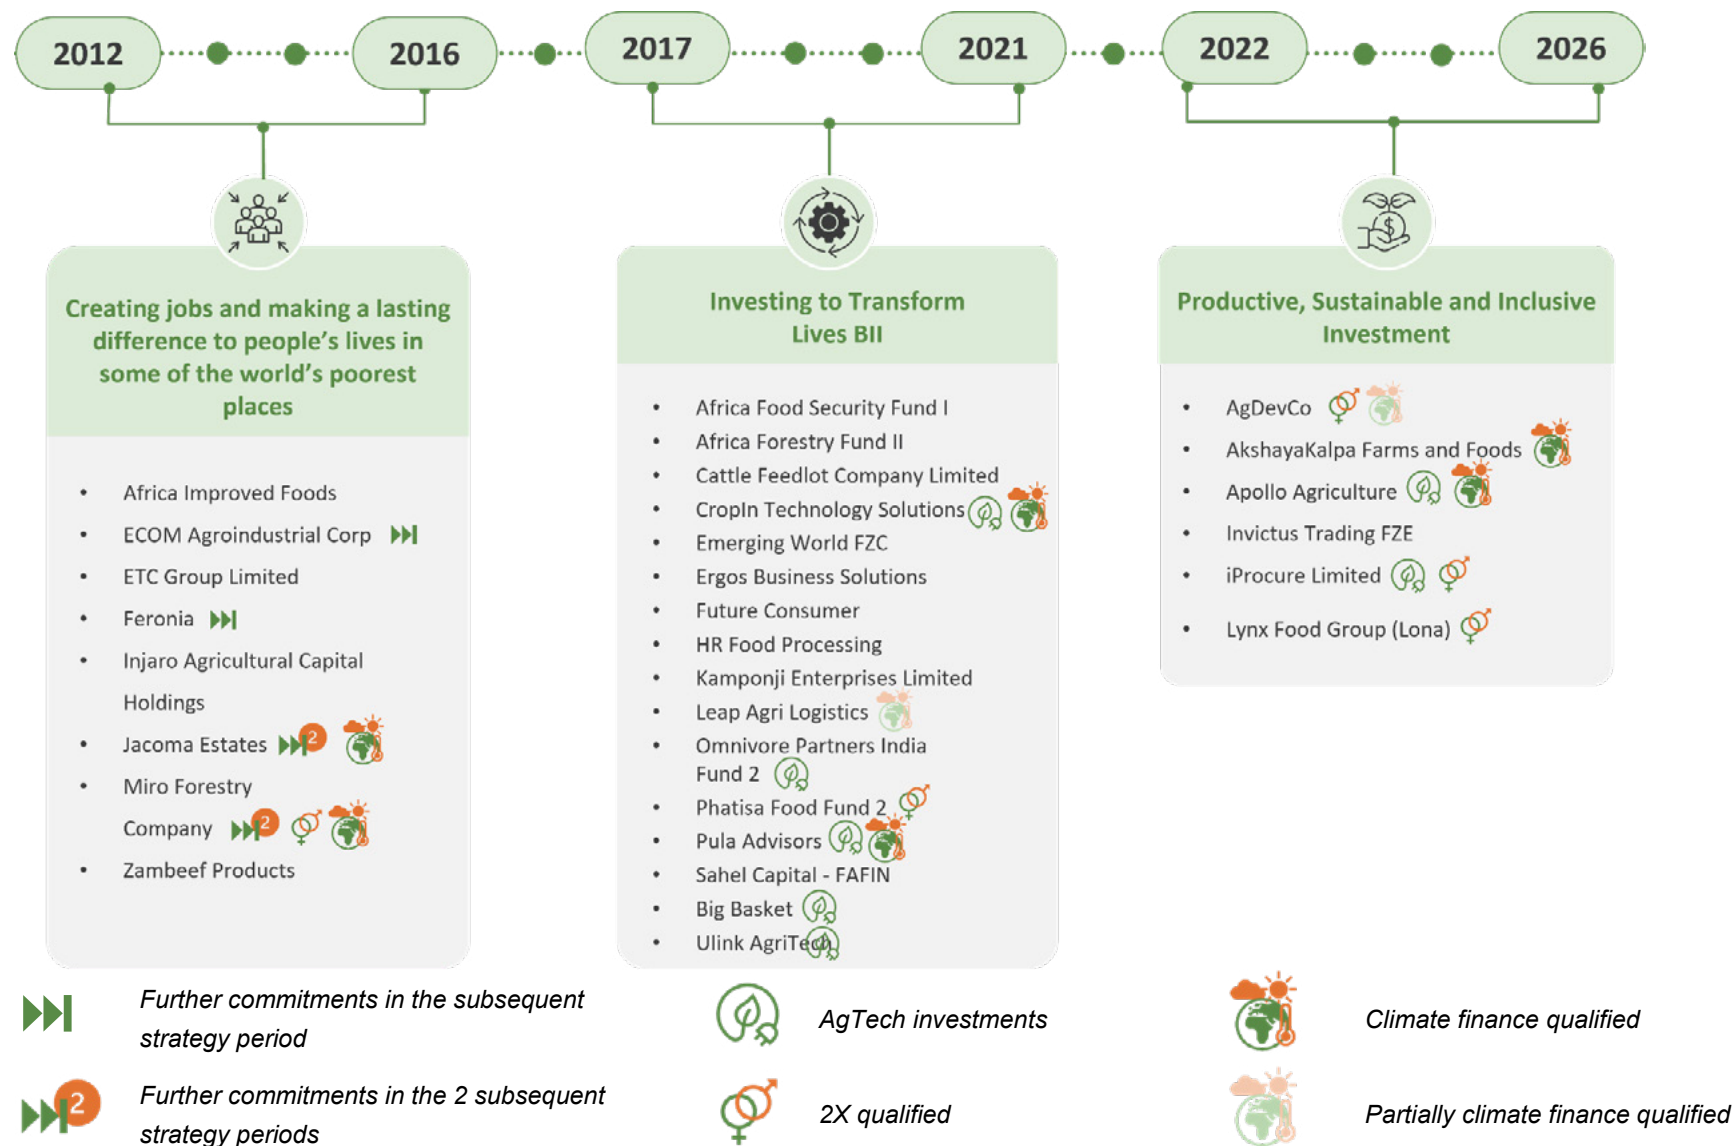 2012
2016
2017
2021
2022
2026
Creating jobs and making a lasting
difference to people's lives in
some of the world's poorest
places
• Africa Improved Foods
• ECOM Agroindustrial Corp
• ETC Group Limited
• Feronia
• Injaro Agricultural Capital
Holdings
• Jacoma Estates 2
• Miro Forestry
Company 2
• Zambeef Products
Investing to Transform
Lives BII
• Africa Food Security Fund I
• Africa Forestry Fund II
• Cattle Feedlot Company Limited
• CropIn Technology Solutions
• Emerging World FZC
• Ergos Business Solutions
• Future Consumer
• HR Food Processing
• Kamponji Enterprises Limited
• Leap Agri Logistics
• Omnivore Partners India
Fund 2
• Phatisa Food Fund 2
• Pula Advisors
• Sahel Capital - FAFIN
• Big Basket
• Ulink AgriTech
Productive, Sustainable and Inclusive
Investment
• AgDevCo
• AkshayaKalpa Farms and Foods
• Apollo Agriculture
• Invictus Trading FZE
• iProcure Limited
• Lynx Food Group (Lona)
Further commitments in the subsequent
strategy period
2
Further commitments in the 2 subsequent
strategy periods
AgTech investments
2X qualified
Climate finance qualified
Partially climate finance qualified